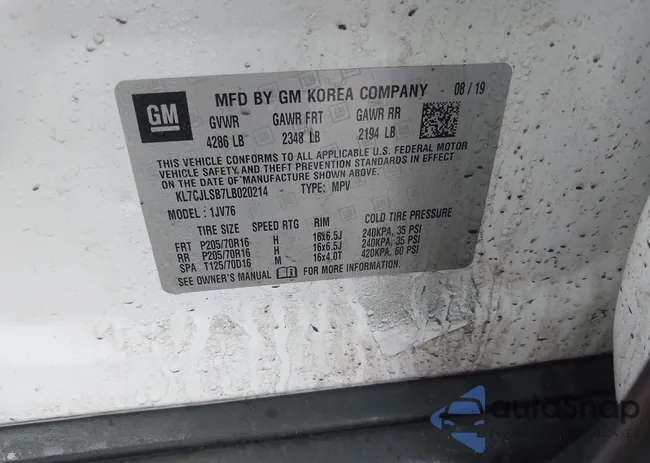 GM
MFD BY GM KOREA COMPANY 08 / 19
GVWR GAWR FRT GAWR RR
4286 LB 2348 LB 2194 LB
THIS VEHICLE CONFORMS TO ALL APPLICABLE U.S. FEDERAL MOTOR
VEHICLE SAFETY, AND THEFT PREVENTION STANDARDS IN EFFECT
ON THE DATE OF MANUFACTURE SHOWN ABOVE.
KL7CJLSB7LB020214 TYPE: MPV
MODEL : 1JV76
TIRE SIZE SPEED RTG RIM COLD TIRE PRESSURE
FRT P205/70R16 H 16x6.5J 240KPA, 35 PSI
RR P205/70R16 H 16x6.5J 240KPA, 35 PSI
SPA T125/70D16 M 16x4.0T 420KPA, 60 PSI
SEE OWNER'S MANUAL FOR MORE INFORMATION.
autoSnap